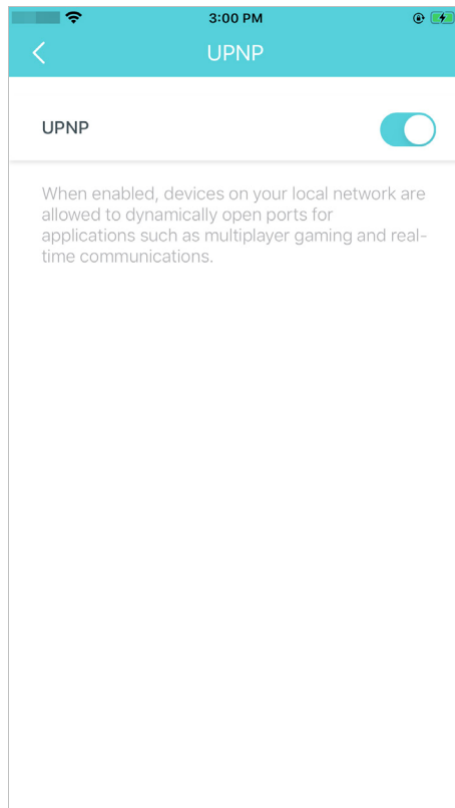 3:00 PM
UPNP
UPNP
When enabled, devices on your local network are
allowed to dynamically open ports for
applications such as multiplayer gaming and real-
time communications.